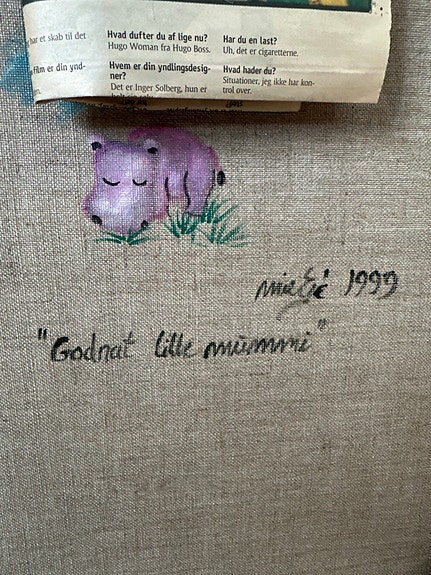 har et skab til det
Film er din ynd-
Hvad dufter du af lige nu?
Hugo Woman fra Hugo Boss.
Hvem er din yndlingsdesig-
ner?
Det er Inger Solberg, hun er
Har du en last?
Uh, det er cigaretterne.
Hvad hader du?
Situationer, jeg ikke har kon-
trol over.
1999
"Godnat lille mümmi"